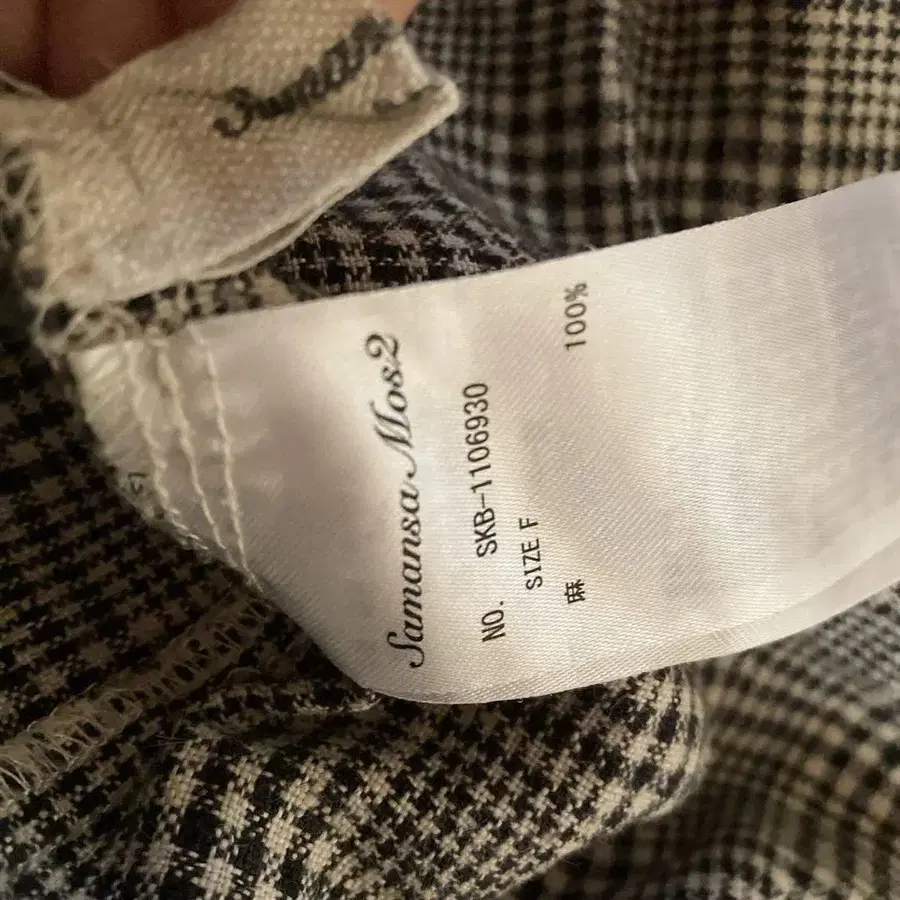 Samansa Mos2
NO. SKB-1106930
SIZE F
麻 100%